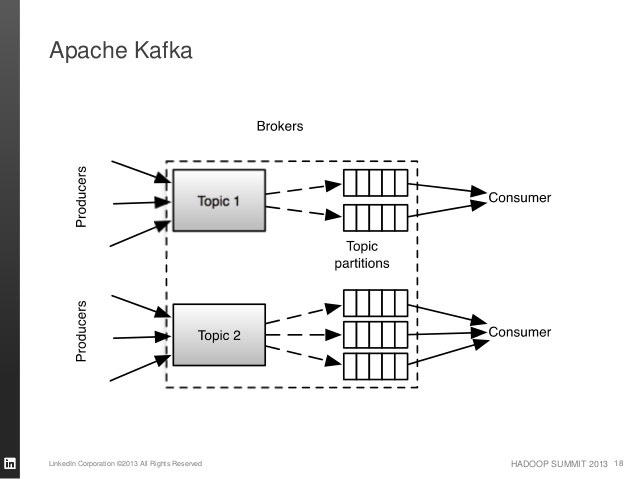 Apache Kafka
Brokers
Producers
Topic 1
Consumer
Topic
partitions
Producers
Topic 2
Consumer
in
LinkedIn Corporation ©2013 All Rights Reserved
HADOOP SUMMIT 2013 18